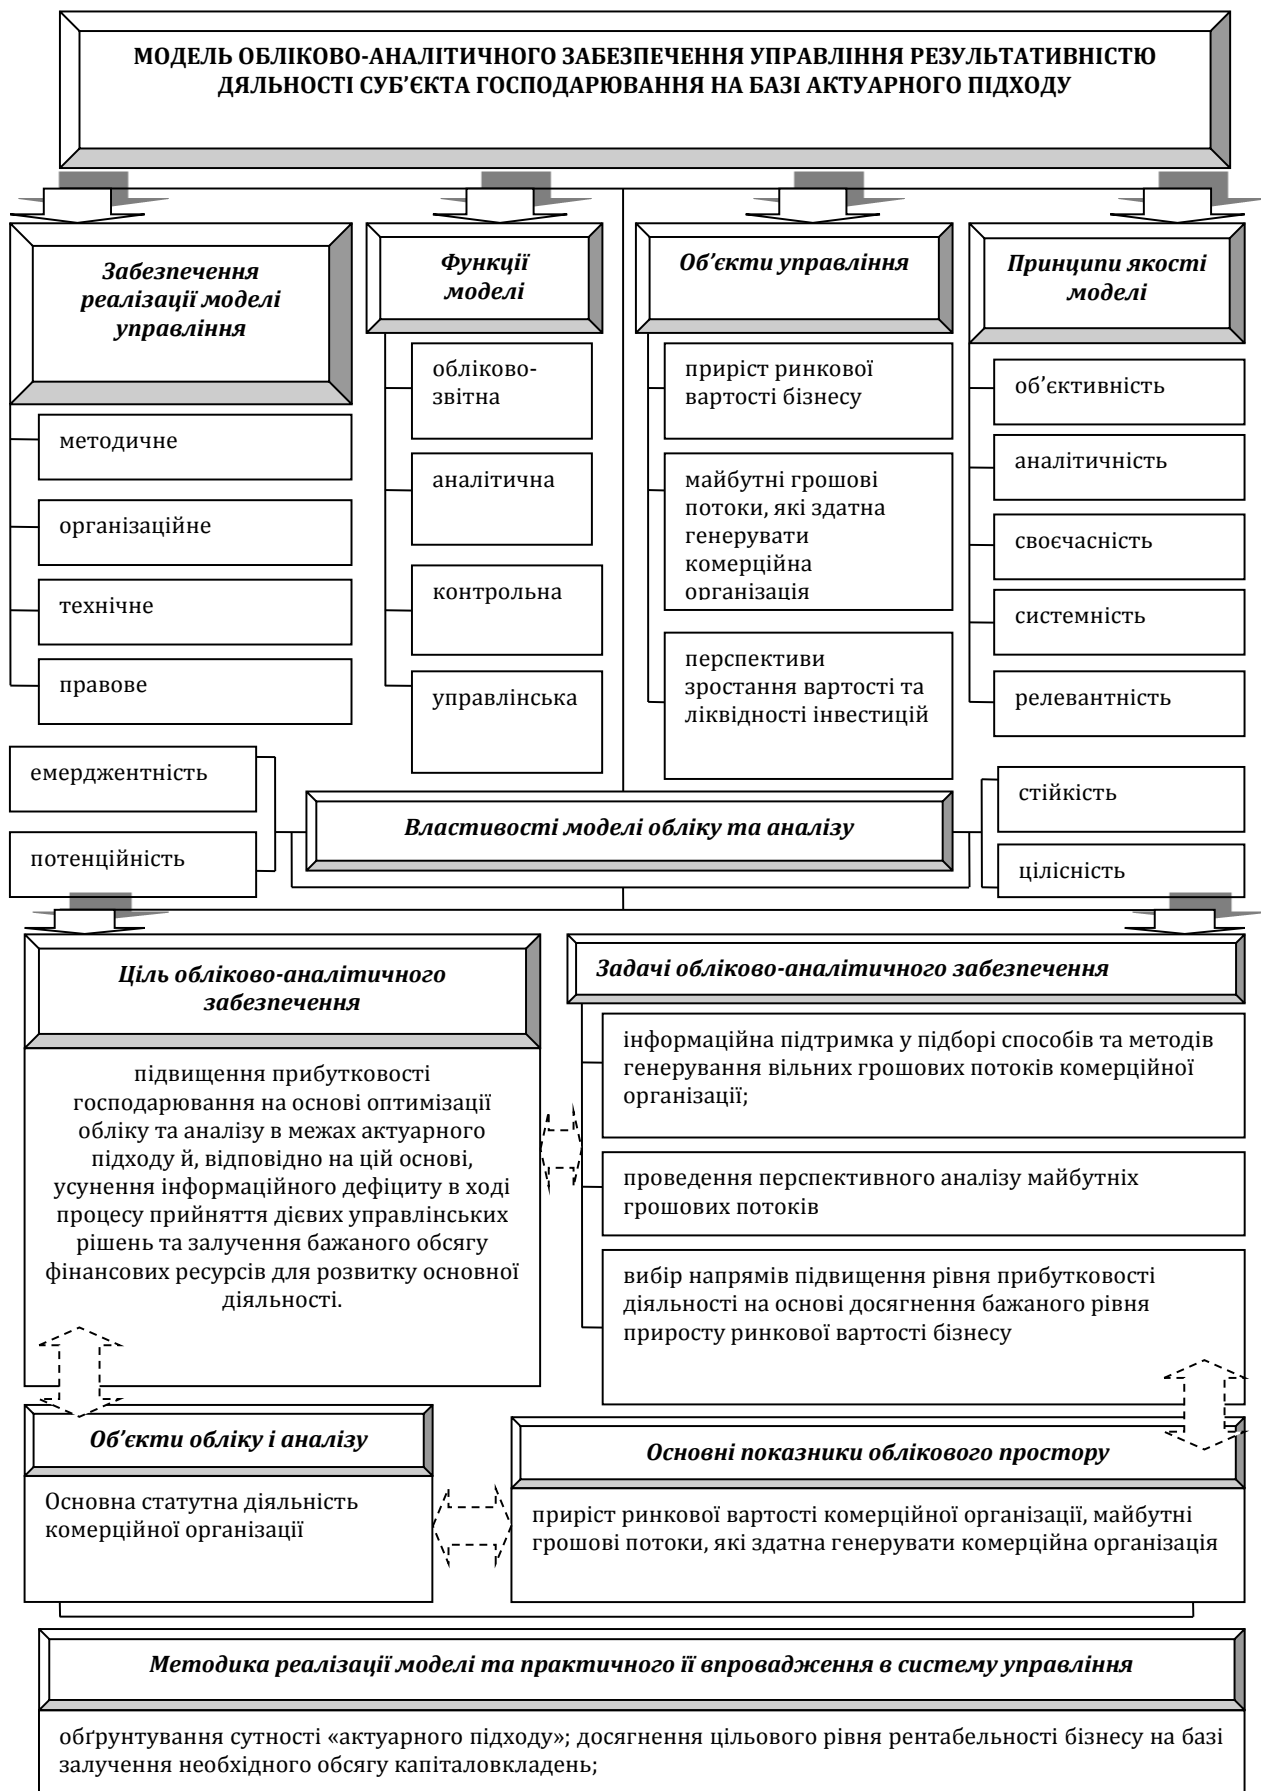 МОДЕЛЬ ОБЛІКОВО-АНАЛІТИЧНОГО ЗАБЕЗПЕЧЕННЯ УПРАВЛІННЯ РЕЗУЛЬТАТИВНІСТЮ
ДЯЛЬНОСТІ СУБ’ЄКТА ГОСПОДАРЮВАННЯ НА БАЗІ АКТУАРНОГО ПІДХОДУ
Забезпечення
реалізації моделі
управління
методичне
організаційне
технічне
правове
Функції
моделі
обліково-
звітна
аналітична
контрольна
управлінська
Об’єкти управління
приріст ринкової
вартості бізнесу
майбутні грошові
потоки, які здатна
генерувати
комерційна
організація
перспективи
зростання вартості та
ліквідності інвестицій
Принципи якості
моделі
об’єктивність
аналітичність
своєчасність
системність
релевантність
емерджентність
потенційність
Властивості моделі обліку та аналізу
стійкість
цілісність
Ціль обліково-аналітичного
забезпечення
підвищення прибутковості
господарювання на основі оптимізації
обліку та аналізу в межах актуарного
підходу й, відповідно на цій основі,
усунення інформаційного дефіциту в ході
процесу прийняття дієвих управлінських
рішень та залучення бажаного обсягу
фінансових ресурсів для розвитку основної
діяльності.
Задачі обліково-аналітичного забезпечення
інформаційна підтримка у підборі способів та методів
генерування вільних грошових потоків комерційної
організації;
проведення перспективного аналізу майбутніх
грошових потоків
вибір напрямів підвищення рівня прибутковості
діяльності на основі досягнення бажаного рівня
приросту ринкової вартості бізнесу
Об’єкти обліку і аналізу
Основна статутна діяльність
комерційної організації
Основні показники облікового простору
приріст ринкової вартості комерційної організації, майбутні
грошові потоки, які здатна генерувати комерційна організація
Методика реалізації моделі та практичного її впровадження в систему управління
обґрунтування сутності «актуарного підходу»; досягнення цільового рівня рентабельності бізнесу на базі
залучення необхідного обсягу капіталовкладень;